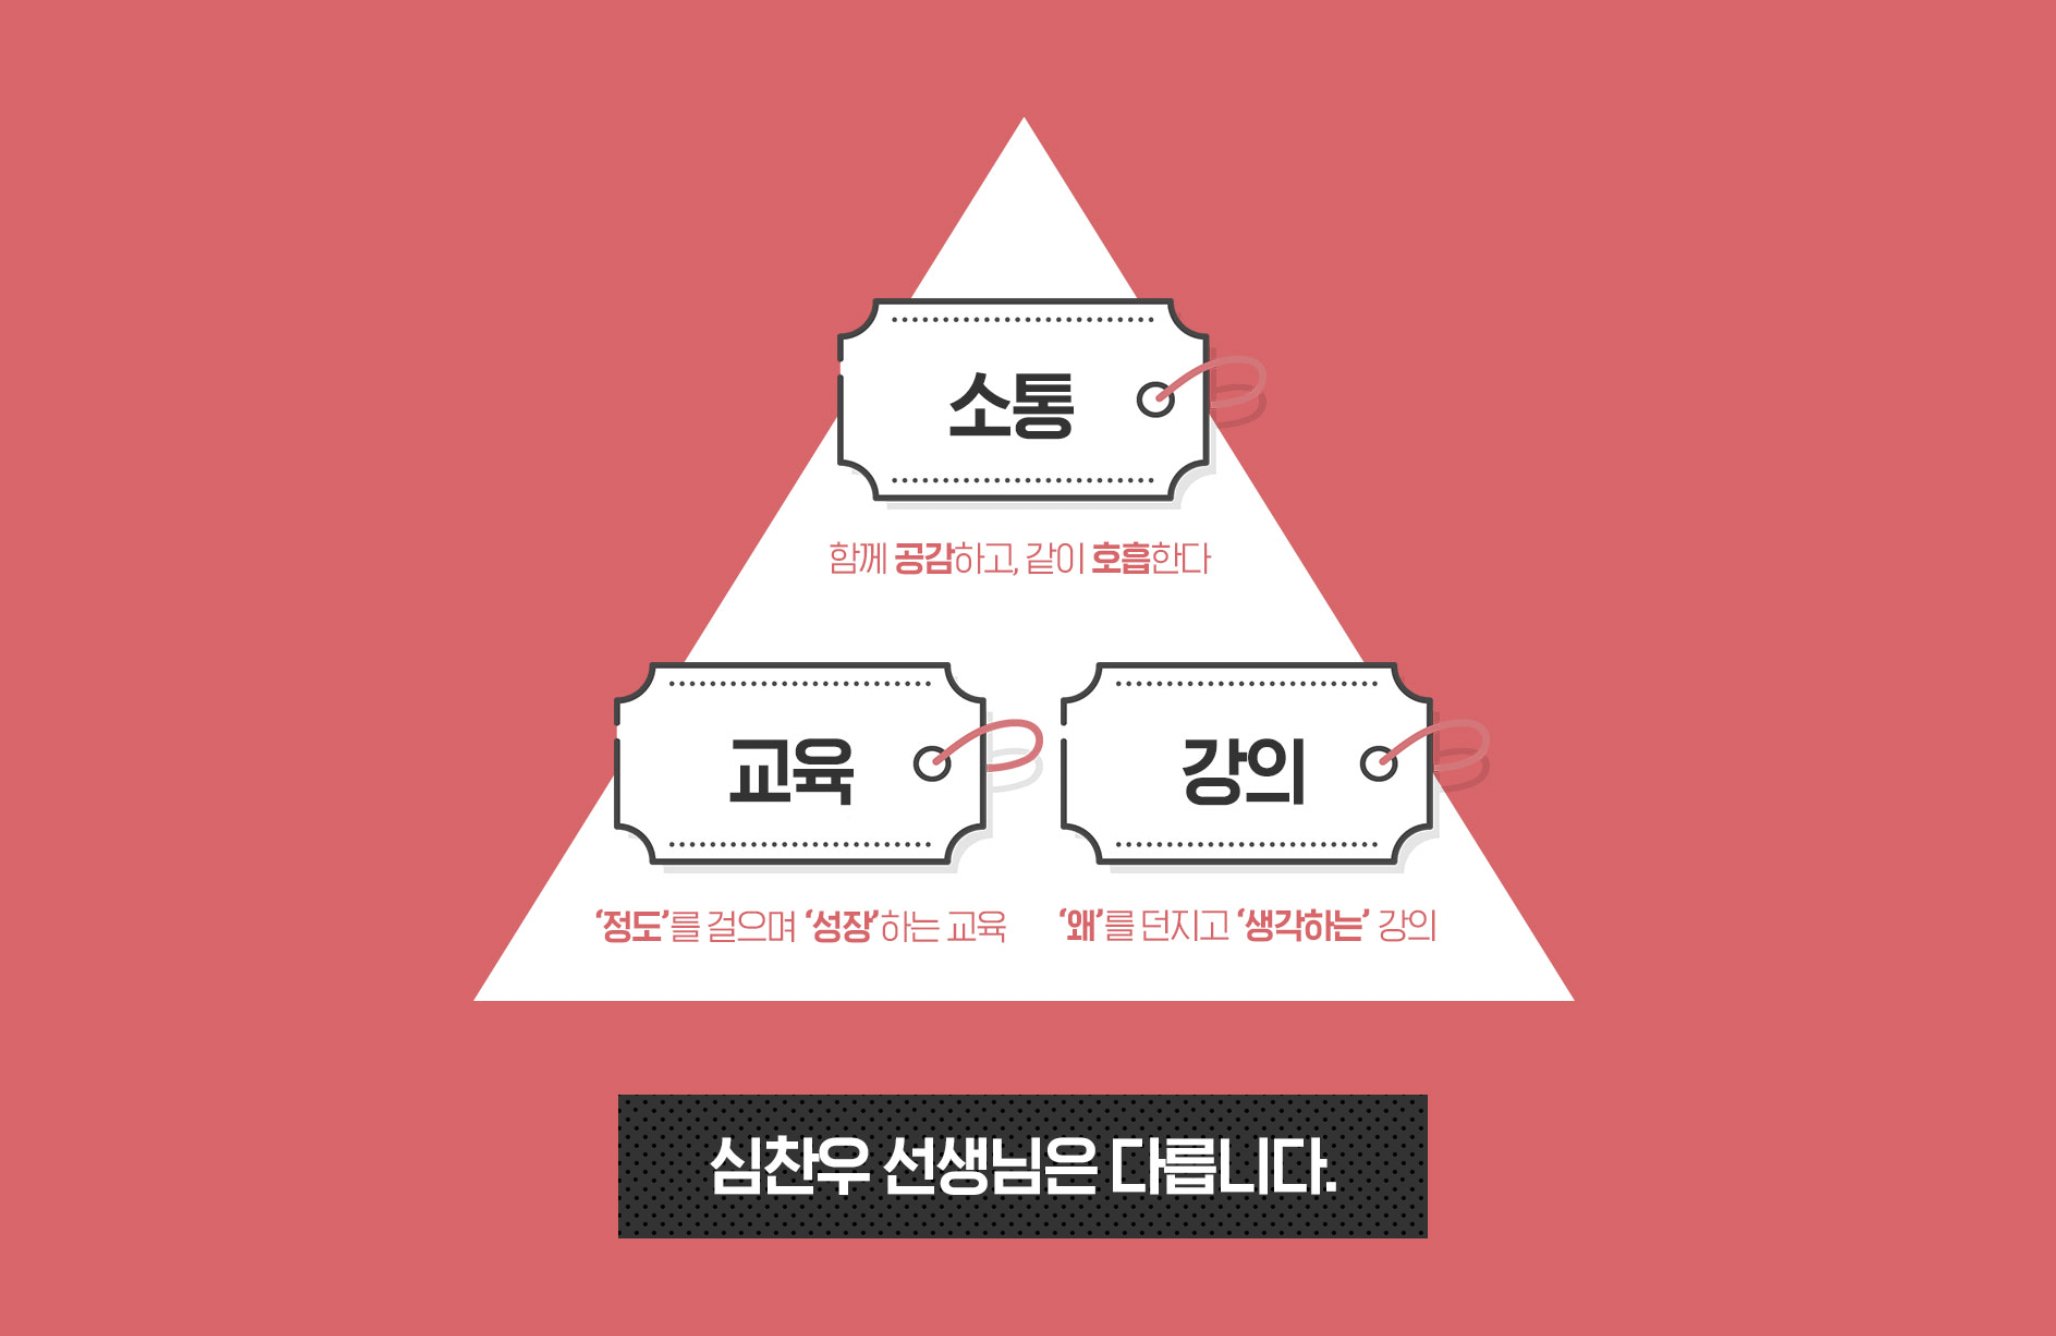 소통
함께 공감하고, 같이 호흡한다
교육
강의
‘정도’를 걸으며 ‘성장’하는 교육
‘왜’를 던지고 ‘생각하는’ 강의
심찬우 선생님은 다릅니다.